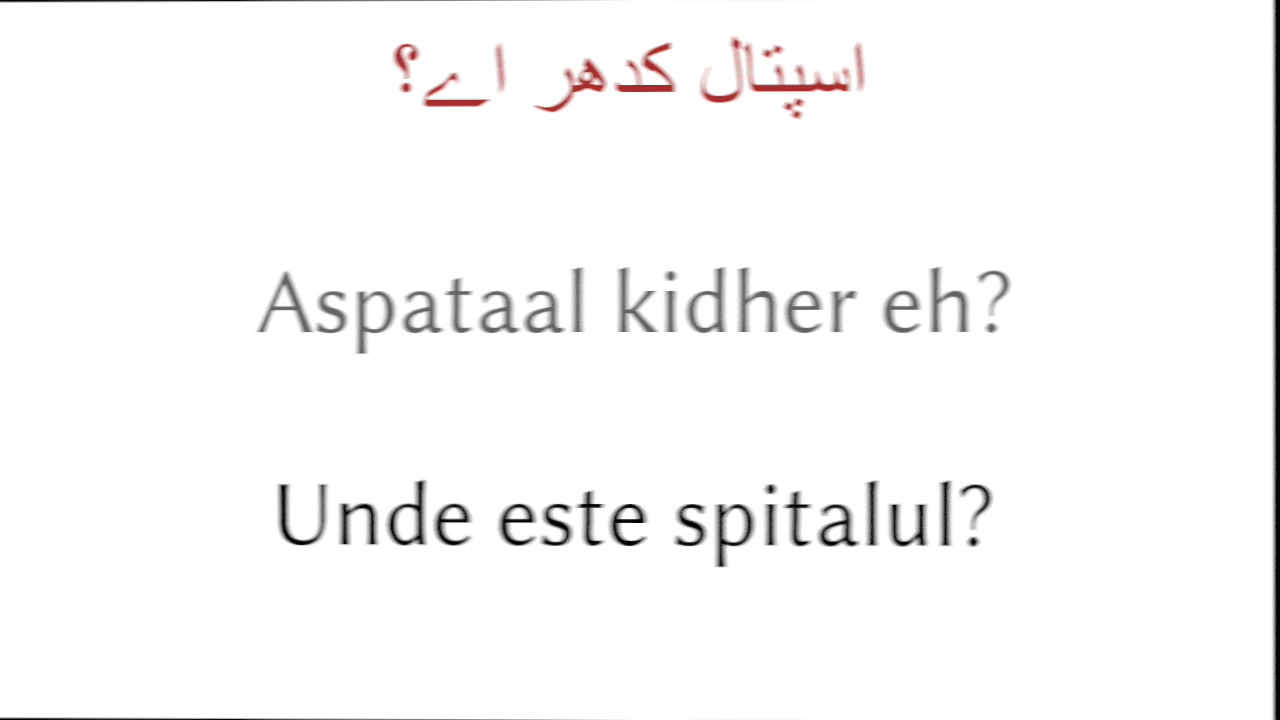 اسپتال کدھر اے؟
Aspataal kidher eh?
Unde este spitalul?